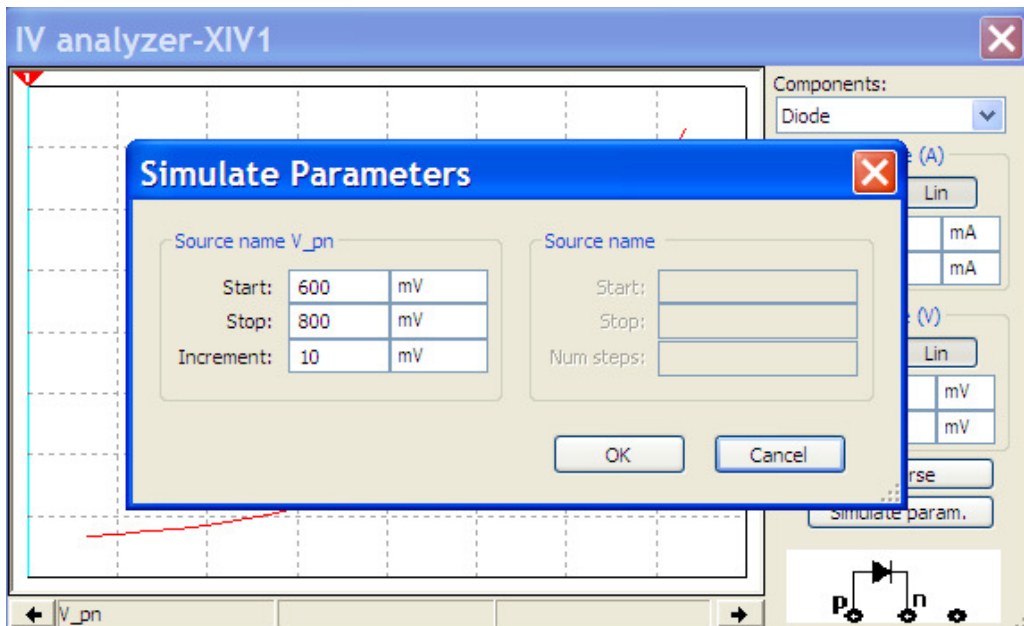 IV analyzer-XIV1
1
Components:
Diode
(A)
Lin
mA
mA
(V)
Lin
mV
mV
Simulate param.
Simulate Parameters
Source name V_pn
Start: 600 mV
Stop: 800 mV
Increment: 10 mV
Source name
Start:
Stop:
Num steps:
OK
Cancel
V_pn
p
n